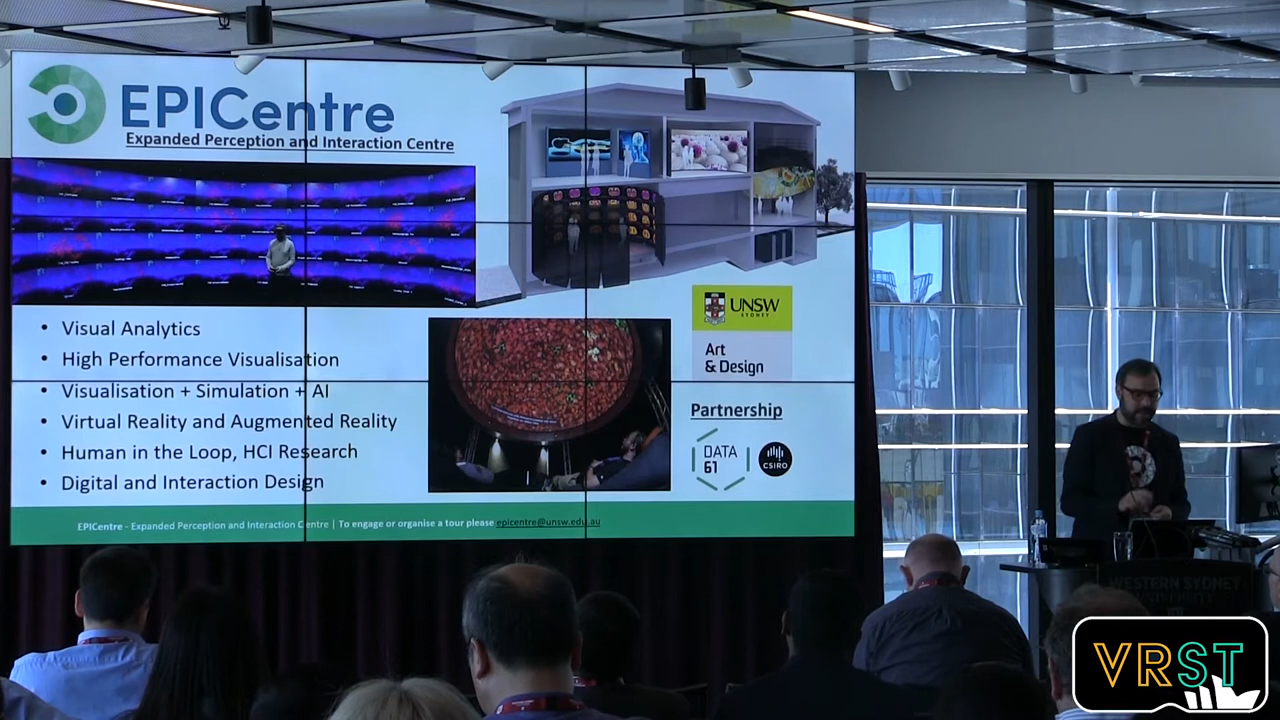 EPICentre
Expanded Perception and Interaction Centre
• Visual Analytics
• High Performance Visualisation
• Visualisation + Simulation + AI
• Virtual Reality and Augmented Reality
• Human in the Loop, HCI Research
• Digital and Interaction Design
UNSW
SYDNEY
Art
& Design
Partnership
DATA
61
CSIRO
EPICentre - Expanded Perception and Interaction Centre | To engage or organise a tour please epicentre@unsw.edu.au
WESTERN SYDNEY
UNIVERSITY
VRST